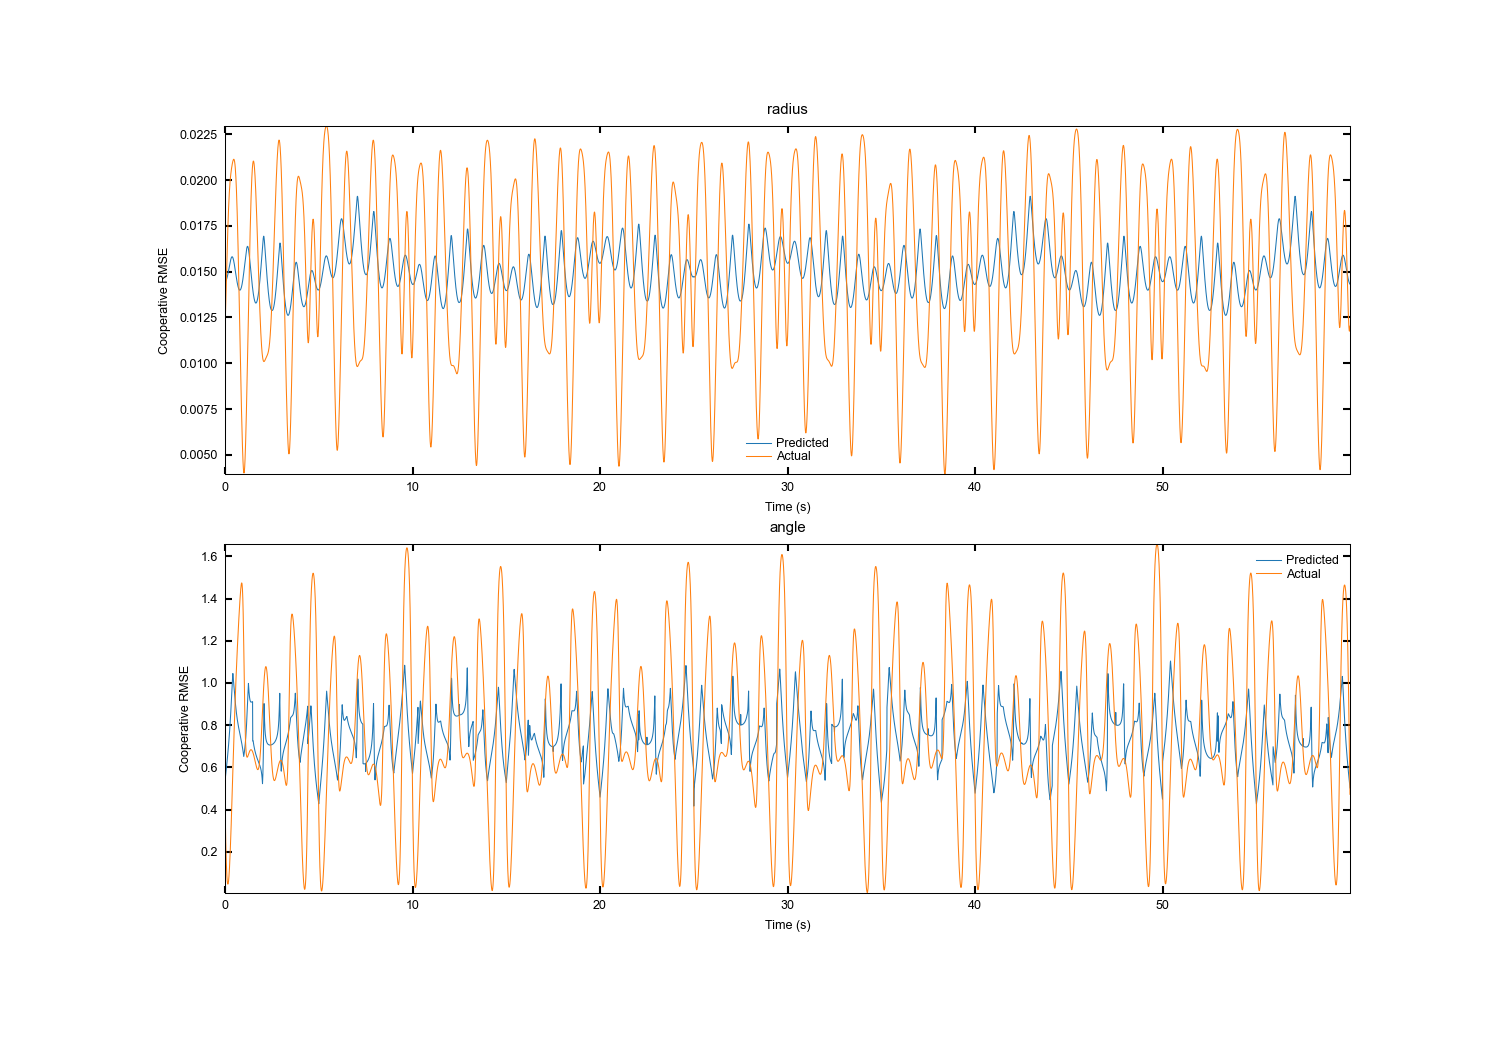 radius
0.0225
0.0200
0.0175
0.0150
0.0125
0.0100
0.0075
0.0050
Cooperative RMSE
Predicted
Actual
0 10 20 30 40 50
Time (s)
angle
1.6
1.4
1.2
1.0
0.8
0.6
0.4
0.2
Cooperative RMSE
Predicted
Actual
0 10 20 30 40 50
Time (s)